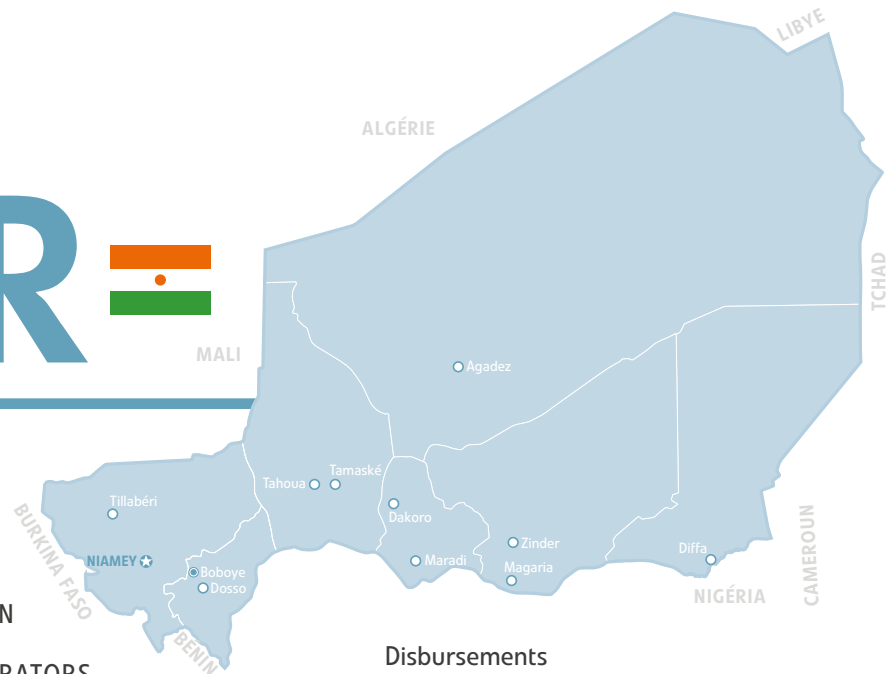 LIBYE
ALGÉRIE
R
TCHAD
MALI
Agadez
Tahoua
Tamaské
Tillabéri
Dakoro
BURKINA FASO
NIAMEY
Zinder
Diffa
CAMEROUN
Maradi
Boboye
Magaria
Dosso
NIGÉRIA
N
BENIN
Disbursements
RATORS